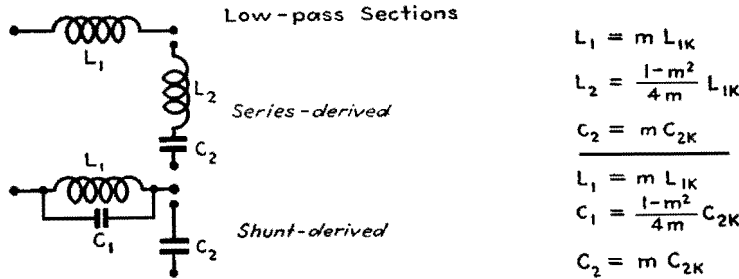 Low-pass Sections
L₁
L₂
Series-derived
C₂
L₁
C₁
C₂
Shunt-derived
L₁ = m L₁ₖ
L₂ = (1-m²)/(4m) L₁ₖ
C₂ = m C₂ₖ
L₁ = m L₁ₖ
C₁ = (1-m²)/(4m) C₂ₖ
C₂ = m C₂ₖ